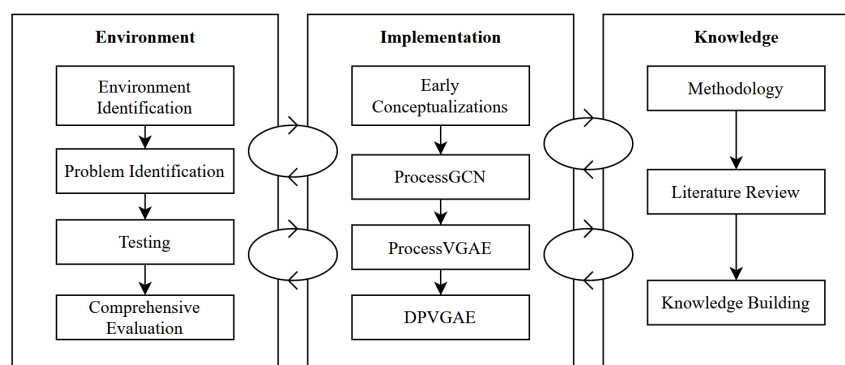 Environment
Environment
Identification
Problem Identification
Testing
Comprehensive
Evaluation
Implementation
Early
Conceptualizations
ProcessGCN
ProcessVGAE
DPVGAE
Knowledge
Methodology
Literature Review
Knowledge Building